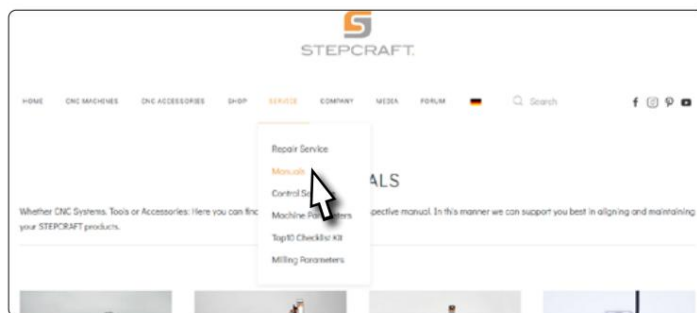 STEPCRAFT.
HOME CNC MACHINES CNC ACCESSORIES SHOP SERVICE COMPANY MEDIA FORUM Search
Repair Service
Manuals
ALS
Control
Whether CNC Systems, Tools or Accessories: Here you can find spective manual. In this manner we can support you best in aligning and maintaining
Machine Parameters
your STEPCRAFT products.
Top10 Checklist Kit
Milling Parameters